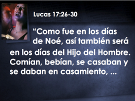 Lucas 17:26-30
“Como fue en los días
de Noé, así también será
en los días del Hijo del Hombre.
Comían, bebían, se casaban y
se daban en casamiento, ...